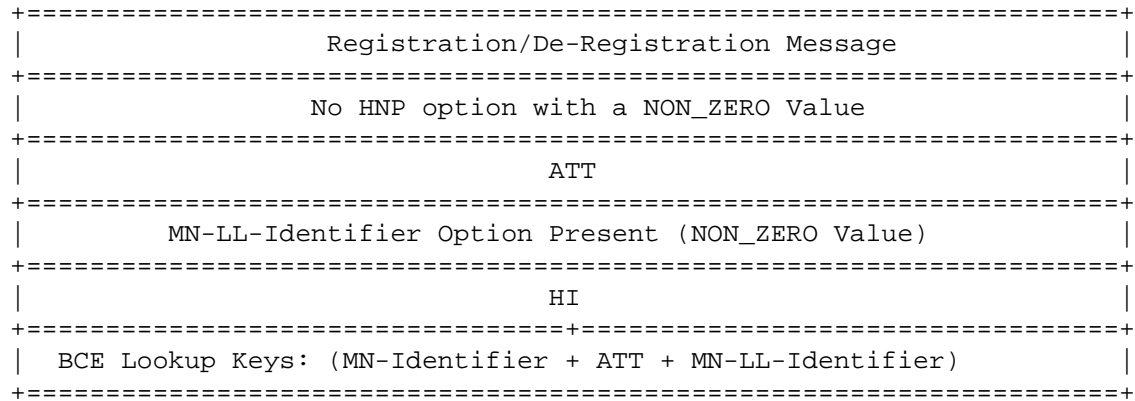 +=====================================================================+
| Registration/De-Registration Message |
+=====================================================================+
| No HNP option with a NON_ZERO Value |
+=====================================================================+
| ATT |
+=====================================================================+
| MN-LL-Identifier Option Present (NON_ZERO Value) |
+=====================================================================+
| HI |
+==================================+==================================+
| BCE Lookup Keys: (MN-Identifier + ATT + MN-LL-Identifier) |
+=====================================================================+